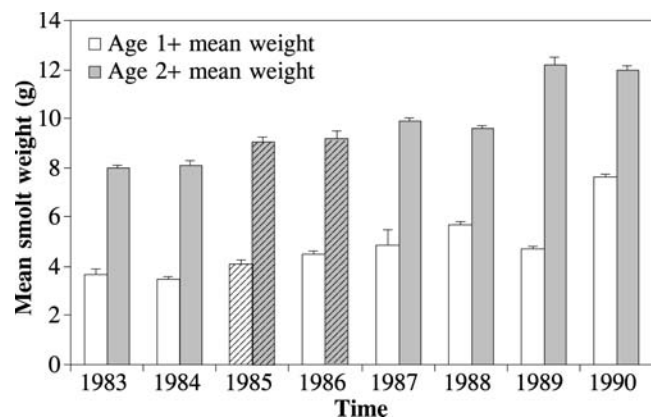 14
12
10
8
6
4
2
0
Mean smolt weight (g)
Age 1+ mean weight
Age 2+ mean weight
1983 1984 1985 1986 1987 1988 1989 1990
Time